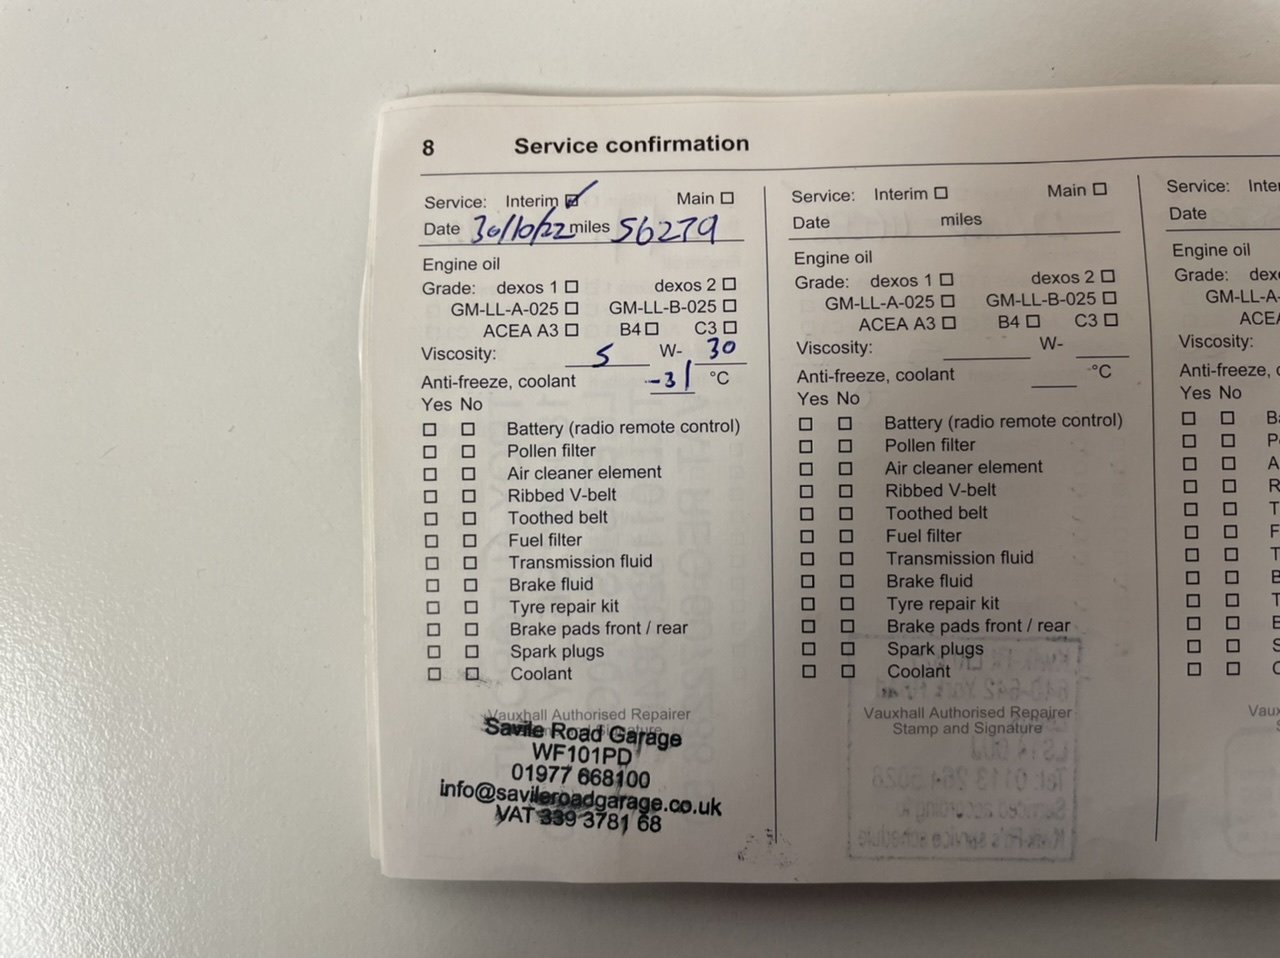 8 Service confirmation
Service: Interim ☑ Main ☐
Date 30/10/22 miles 56279
Engine oil
Grade: dexos 1 ☐ dexos 2 ☐
GM-LL-A-025 ☐ GM-LL-B-025 ☐
ACEA A3 ☐ B4 ☐ C3 ☐
Viscosity: 5 W- 30
Anti-freeze, coolant -31 °C
Yes No
☐ ☐ Battery (radio remote control)
☐ ☐ Pollen filter
☐ ☐ Air cleaner element
☐ ☐ Ribbed V-belt
☐ ☐ Toothed belt
☐ ☐ Fuel filter
☐ ☐ Transmission fluid
☐ ☐ Brake fluid
☐ ☐ Tyre repair kit
☐ ☐ Brake pads front / rear
☐ ☐ Spark plugs
☐ ☐ Coolant
Vauxhall Authorised Repairer
Savile Road Garage
WF101PD
01977 668100
info@savileroadgarage.co.uk
VAT 339 3781 68
Service: Interim ☐ Main ☐
Date miles
Engine oil
Grade: dexos 1 ☐ dexos 2 ☐
GM-LL-A-025 ☐ GM-LL-B-025 ☐
ACEA A3 ☐ B4 ☐ C3 ☐
Viscosity: W-
Anti-freeze, coolant °C
Yes No
☐ ☐ Battery (radio remote control)
☐ ☐ Pollen filter
☐ ☐ Air cleaner element
☐ ☐ Ribbed V-belt
☐ ☐ Toothed belt
☐ ☐ Fuel filter
☐ ☐ Transmission fluid
☐ ☐ Brake fluid
☐ ☐ Tyre repair kit
☐ ☐ Brake pads front / rear
☐ ☐ Spark plugs
☐ ☐ Coolant
Vauxhall Authorised Repairer
Stamp and Signature
Service:
Date
Engine oil
Grade:
Viscosity:
Yes No